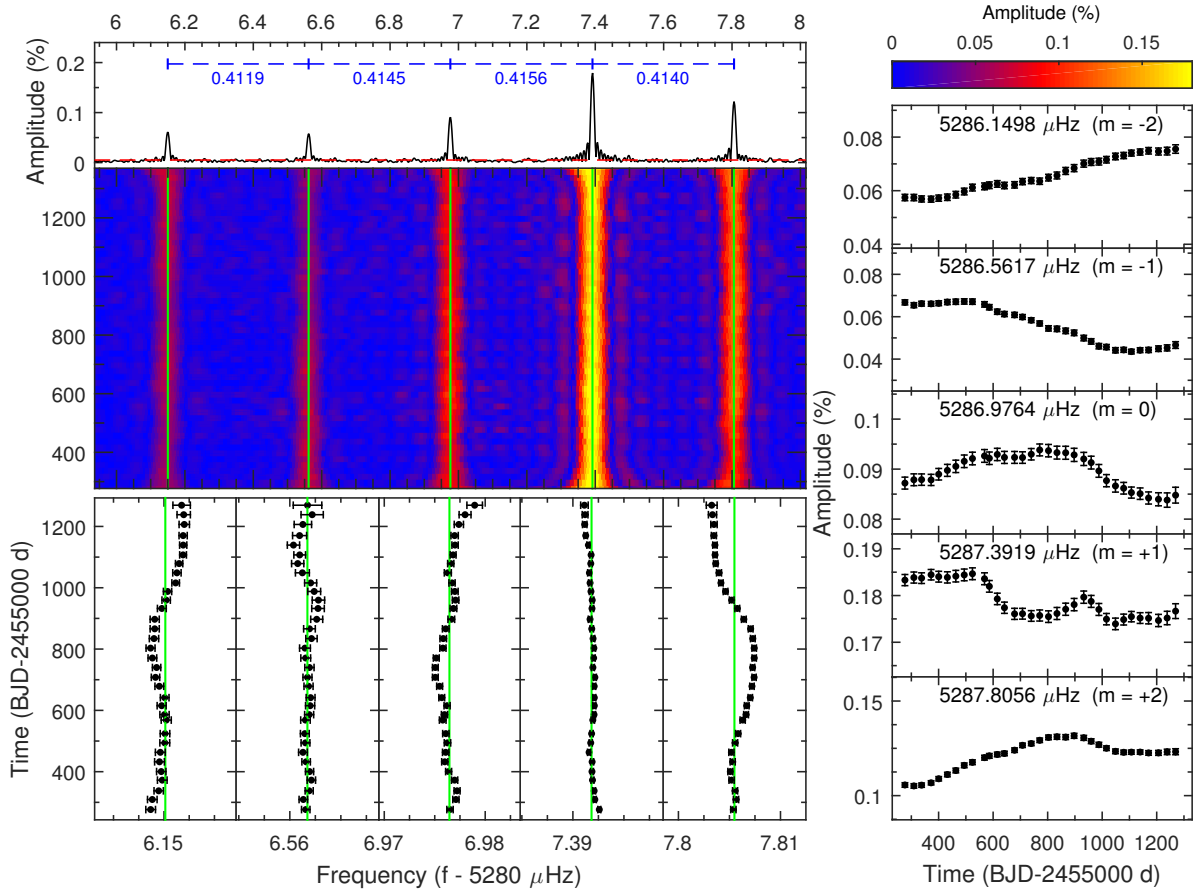 6 6.2 6.4 6.6 6.8 7 7.2 7.4 7.6 7.8 8
Amplitude (%)
0.2
0.1
0
0.4119 0.4145 0.4156 0.4140
1200
1000
800
600
400
Time (BJD-2455000 d)
1200
1000
800
600
400
6.15 6.56 6.97 6.98 7.39 7.8 7.81
Frequency (f - 5280 μHz)
Amplitude (%)
0 0.05 0.1 0.15
Amplitude (%)
5286.1498 μHz (m = -2)
0.08
0.06
0.04
5286.5617 μHz (m = -1)
0.08
0.06
0.04
5286.9764 μHz (m = 0)
0.1
0.09
0.08
5287.3919 μHz (m = +1)
0.19
0.18
0.17
5287.8056 μHz (m = +2)
0.15
0.1
400 600 800 1000 1200
Time (BJD-2455000 d)